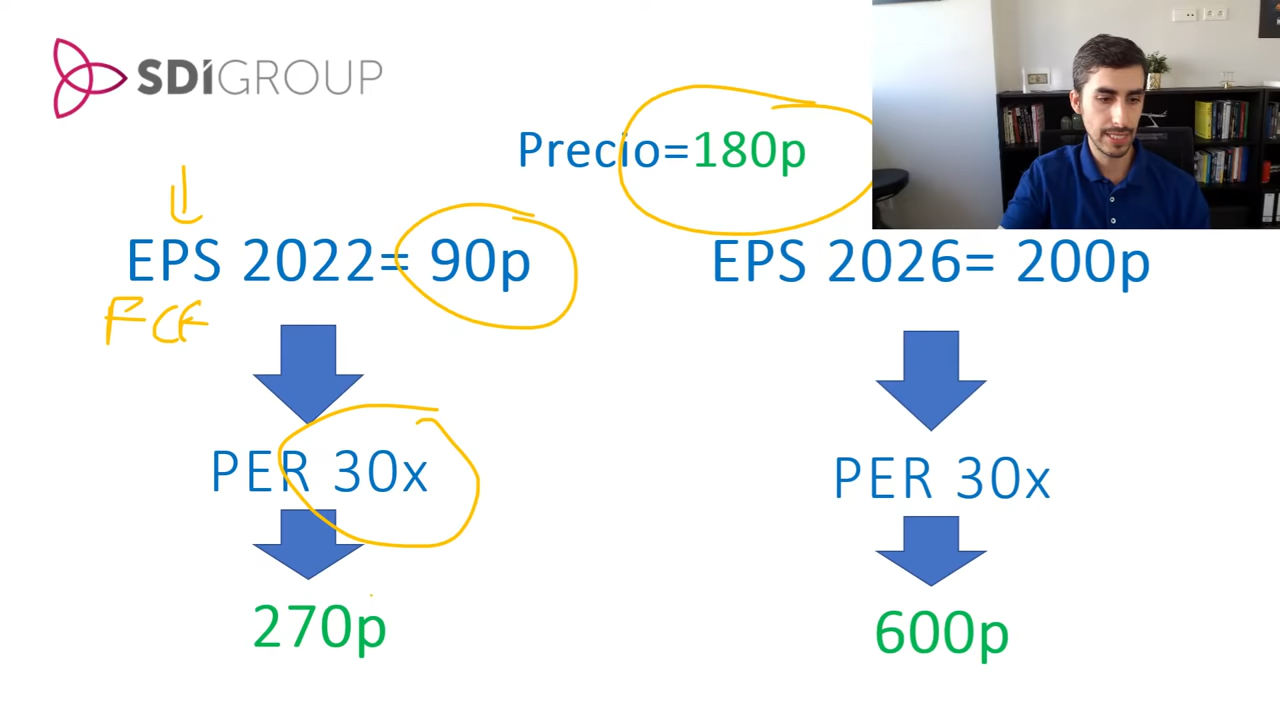 SDIGROUP
Precio=180p
EPS 2022= 90p
EPS 2026= 200p
FCF
PER 30x
PER 30x
270p
600p